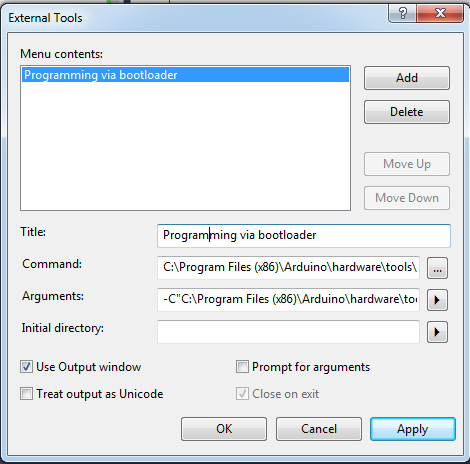 External Tools
Menu contents:
Programming via bootloader
Add
Delete
Move Up
Move Down
Title:
Programming via bootloader
Command:
C:\Program Files (x86)\Arduino\hardware\tools\
...
Arguments:
-C"C:\Program Files (x86)\Arduino\hardware\too
Initial directory:
Use Output window
Prompt for arguments
Treat output as Unicode
Close on exit
OK
Cancel
Apply